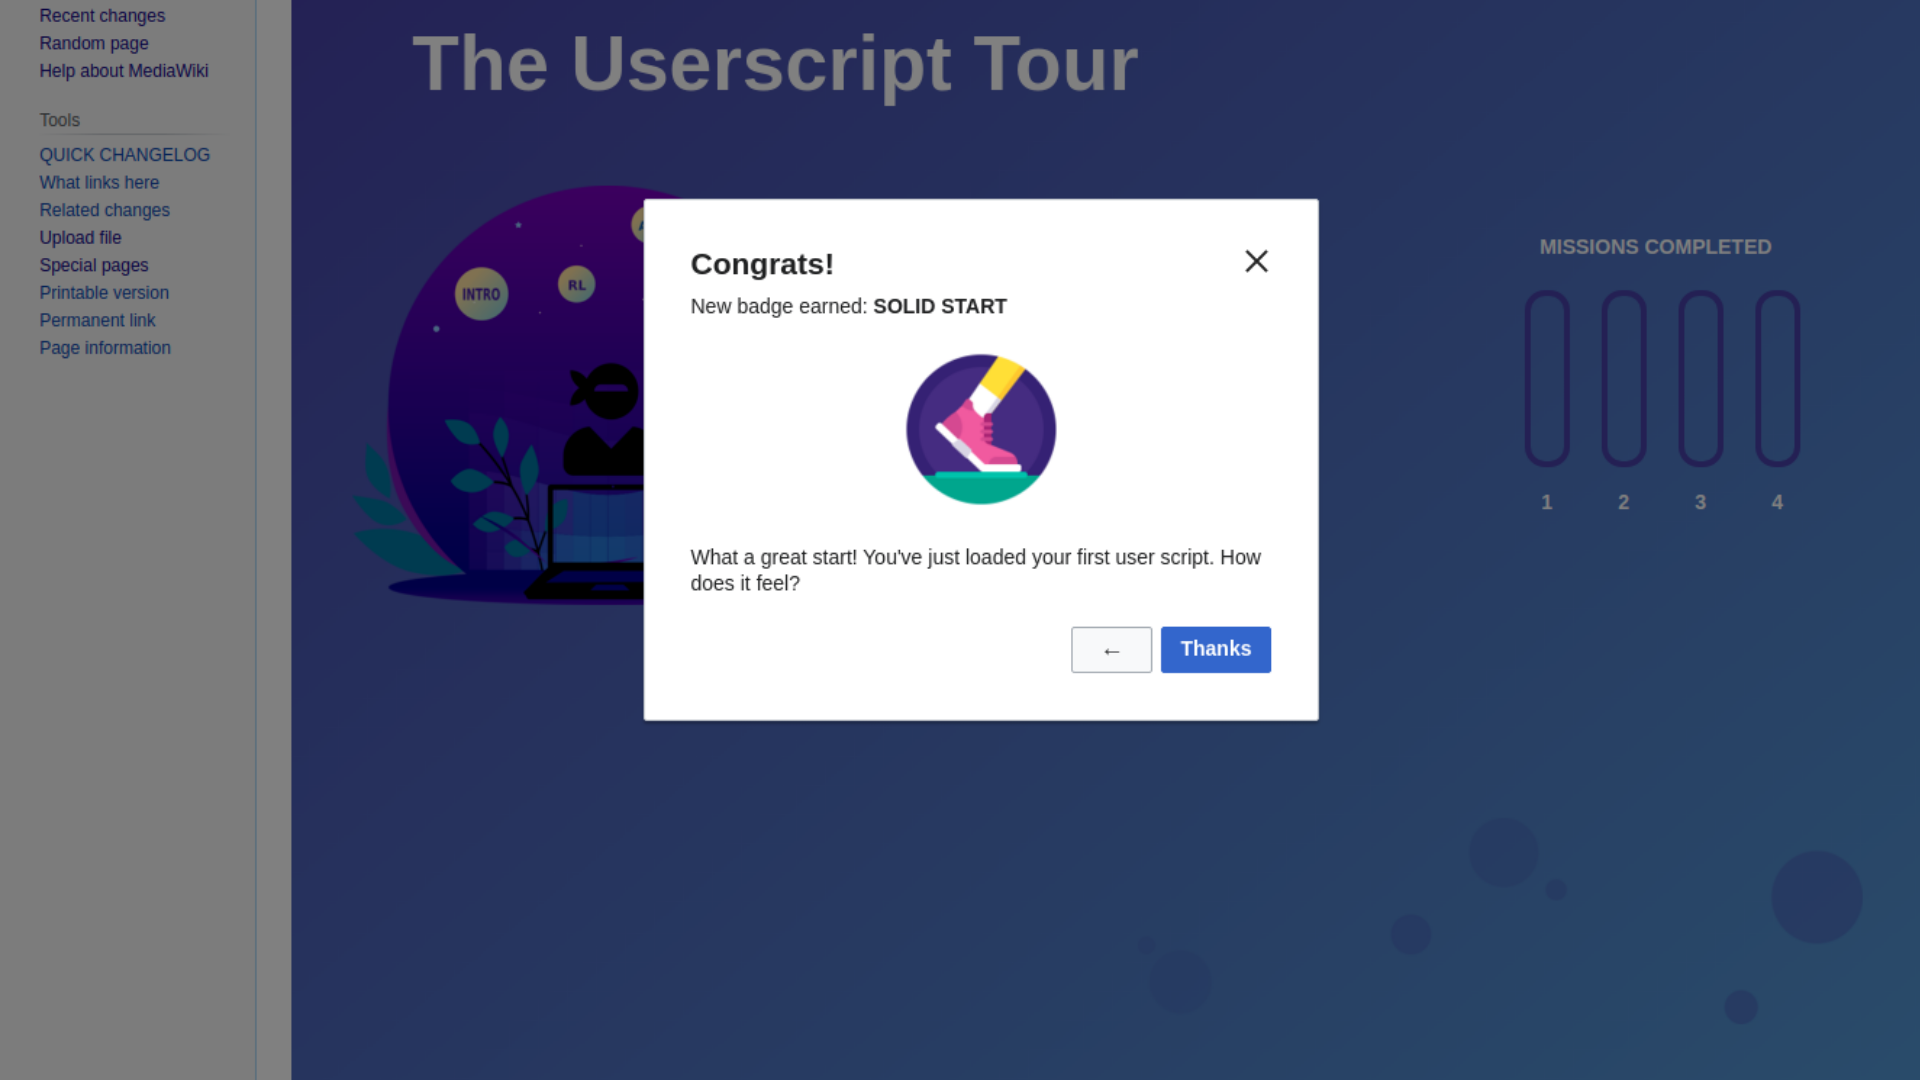 Recent changes
Random page
Help about MediaWiki
Tools
QUICK CHANGELOG
What links here
Related changes
Upload file
Special pages
Printable version
Permanent link
Page information
The Userscript Tour
INTRO
RL
MISSIONS COMPLETED
1 2 3 4
Congrats!
New badge earned: SOLID START
What a great start! You've just loaded your first user script. How
does it feel?
← Thanks